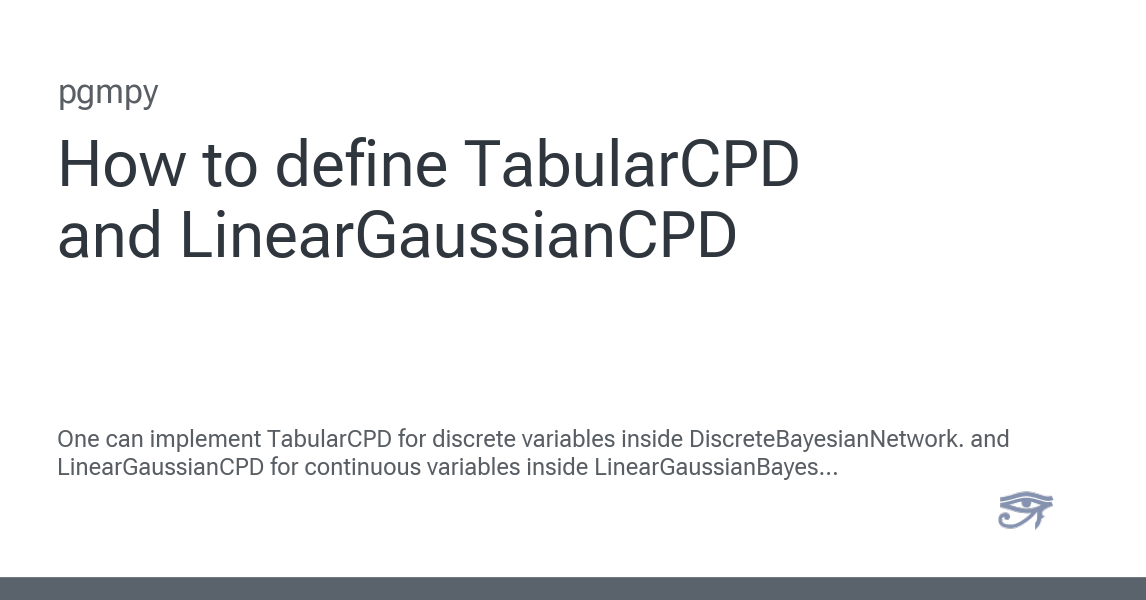 pgmpy
How to define TabularCPD
and LinearGaussianCPD
One can implement TabularCPD for discrete variables inside DiscreteBayesianNetwork. and
LinearGaussianCPD for continuous variables inside LinearGaussianBayes...